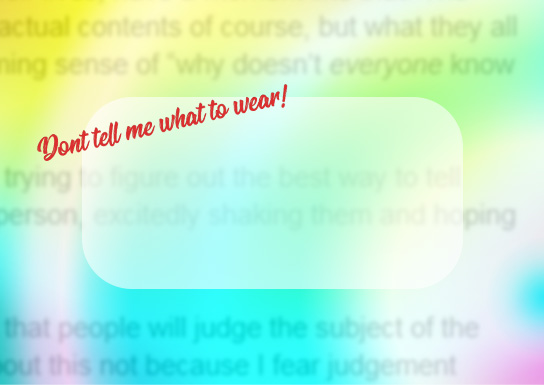 actual contents of course, but what they all
ning sense of "why doesn't everyone know
Dont tell me what to wear!
trying to figure out the best way to tell
person, excitedly shaking them and hoping
that people will judge the subject of the
out this not because I fear judgement